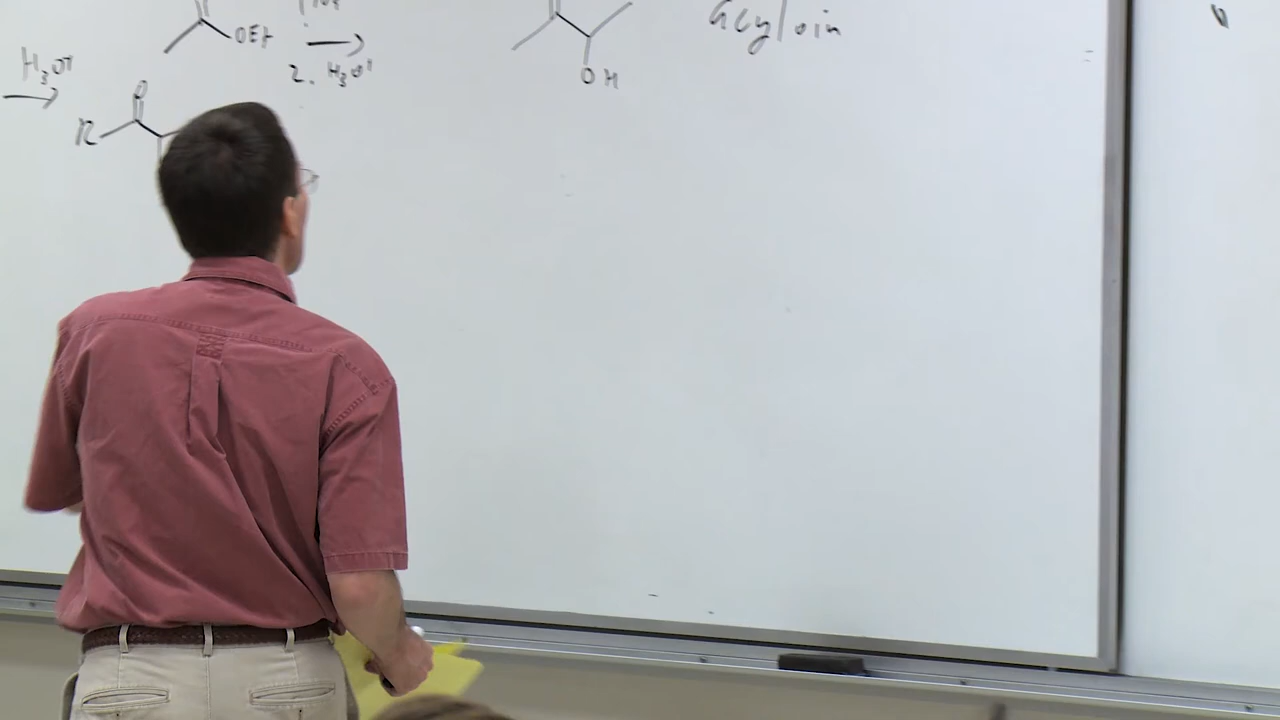 Acyloin
OEt
2. H3O+
OH
H3O+
O
R